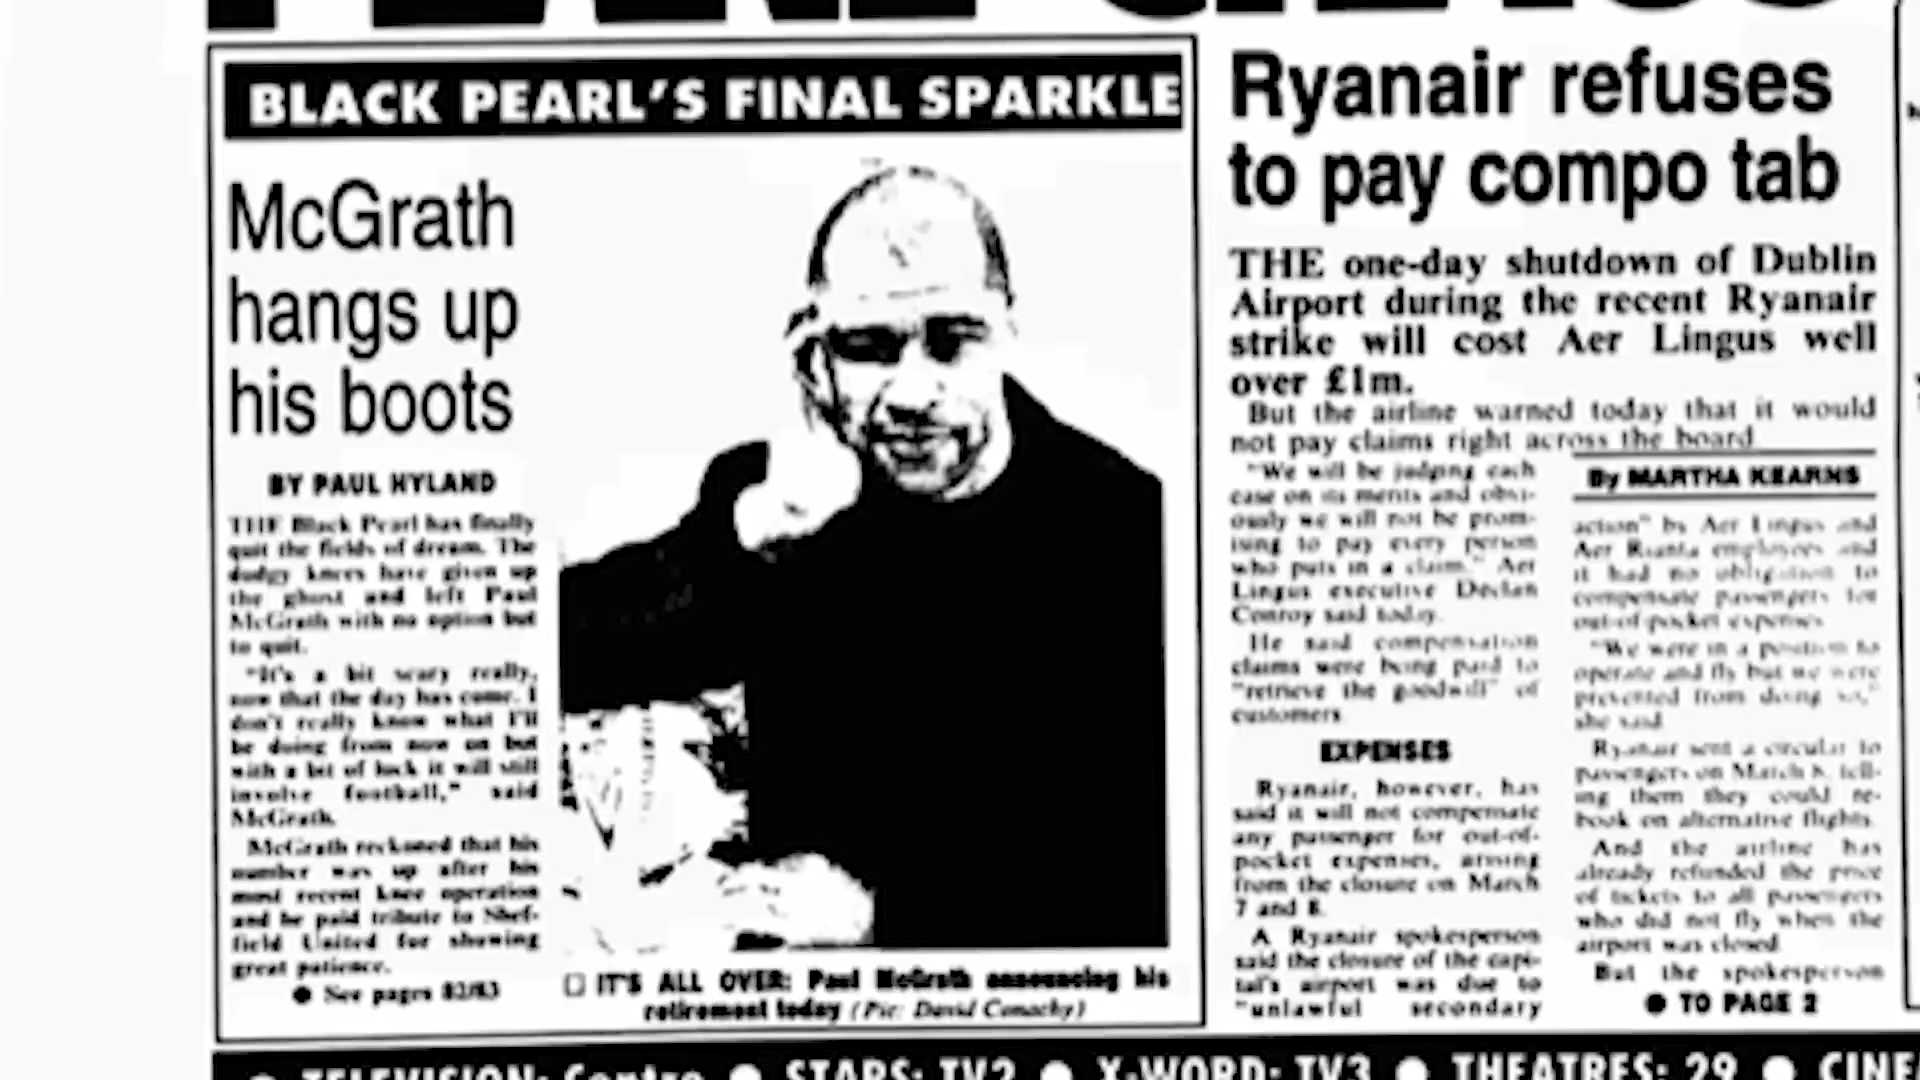 BLACK PEARL'S FINAL SPARKLE
McGrath
hangs up
his boots
BY PAUL HYLAND
THE Black Pearl has finally
quit the fields of dream. The
dodgy knees have given up
the ghost and left Paul
McGrath with no option but
to quit.
"It's a bit scary really,
now that the day has come. I
don't really know what I'll
be doing from now on but
with a bit of luck it will still
involve football," said
McGrath.
McGrath reckoned that his
number was up after his
most recent knee operation
and he paid tribute to Shef-
field United for showing
great patience.
● See pages 82/83
□ IT'S ALL OVER: Paul McGrath announcing his
retirement today (Pic: David Conachy)
Ryanair refuses
to pay compo tab
THE one-day shutdown of Dublin
Airport during the recent Ryanair
strike will cost Aer Lingus well
over £1m.
But the airline warned today that it would
not pay claims right across the board
"We will be judging each
case on its merits and obvi-
ously we will not be prom-
ising to pay every person
who puts in a claim." Aer
Lingus executive Declan
Conroy said today.
He said compensation
claims were being paid to
"retrieve the goodwill" of
customers
EXPENSES
Ryanair, however, has
said it will not compensate
any passenger for out-of-
pocket expenses, arising
from the closure on March
7 and 8.
A Ryanair spokesperson
said the closure of the capi-
tal's airport was due to
"unlawful secondary
By MARTHA KEARNS
action" by Aer Lingus and
Aer Rianta employees and
it had no obligation to
compensate passengers for
out-of-pocket expenses
"We were in a position to
operate and fly but we were
prevented from doing so,"
she said
Ryanair sent a circular to
passengers on March 8, tell-
ing them they could re-
book on alternative flights.
And the airline has
already refunded the price
of tickets to all passengers
who did not fly when the
airport was closed
But the spokesperson
● TO PAGE 2
TELEVISION: Centre ● STARS: TV2 ● X-WORD: TV3 ● THEATRES: 29 ●